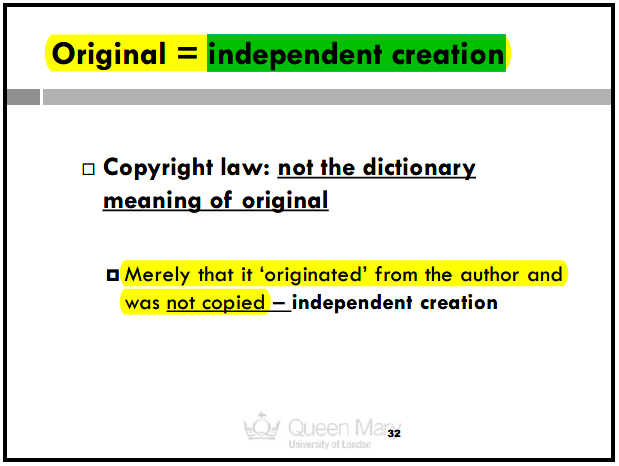 Original = independent creation
Copyright law: not the dictionary
meaning of original
Merely that it ‘originated’ from the author and
was not copied – independent creation
Queen Mary
University of London
32